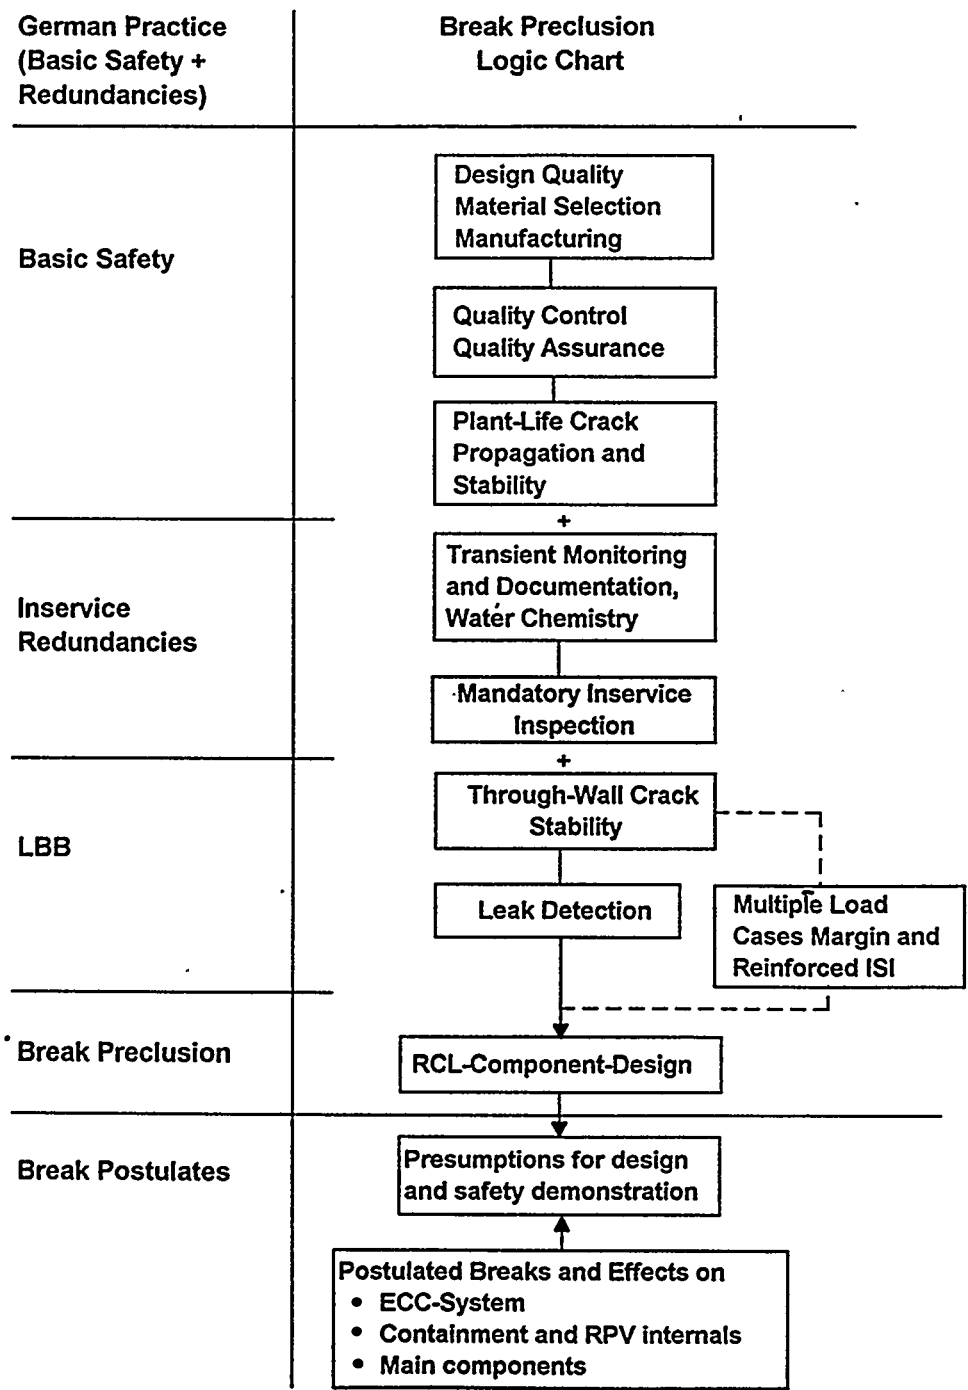 German Practice
(Basic Safety +
Redundancies)
Break Preclusion
Logic Chart
Basic Safety
Design Quality
Material Selection
Manufacturing
Quality Control
Quality Assurance
Plant-Life Crack
Propagation and
Stability
+
Inservice
Redundancies
Transient Monitoring
and Documentation,
Water Chemistry
Mandatory Inservice
Inspection
+
LBB
Through-Wall Crack
Stability
Leak Detection
Multiple Load
Cases Margin and
Reinforced ISI
Break Preclusion
RCL-Component-Design
Break Postulates
Presumptions for design
and safety demonstration
Postulated Breaks and Effects on
• ECC-System
• Containment and RPV internals
• Main components